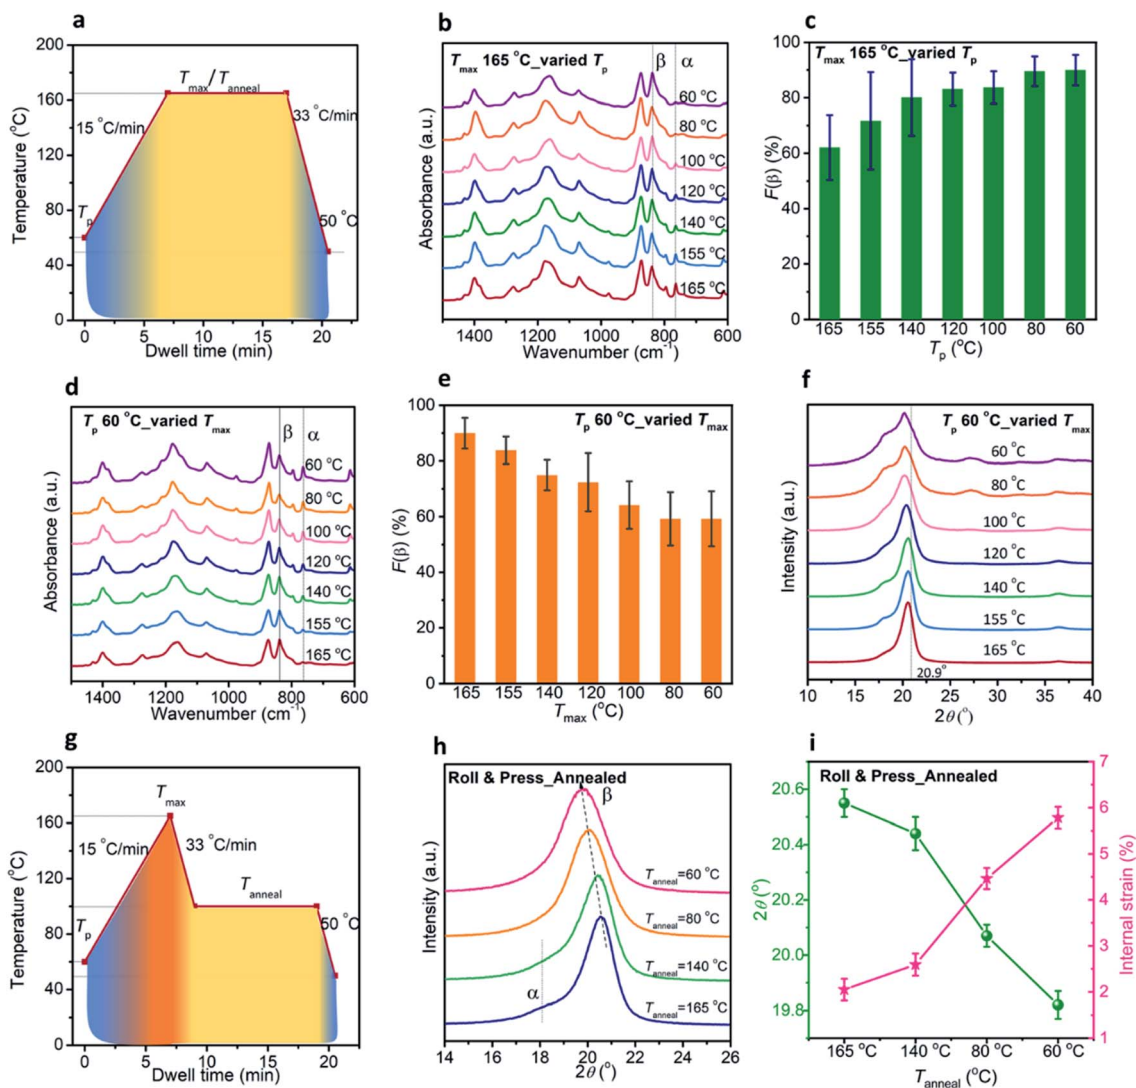 a
200
160
120
80
40
0
Temperature (°C)
Tmax/Tanneal
15 °C/min
33 °C/min
Tp
50 °C
0 5 10 15 20
Dwell time (min)
b
Tmax 165 °C_varied Tp
β α
60 °C
80 °C
100 °C
120 °C
140 °C
155 °C
165 °C
Absorbance (a.u.)
1400 1200 1000 800 600
Wavenumber (cm-1)
c
Tmax 165 °C_varied Tp
100
80
60
40
20
0
F(β) (%)
165 155 140 120 100 80 60
Tp (°C)
d
Tp 60 °C_varied Tmax
β α
60 °C
80 °C
100 °C
120 °C
140 °C
155 °C
165 °C
Absorbance (a.u.)
1400 1200 1000 800 600
Wavenumber (cm-1)
e
Tp 60 °C_varied Tmax
100
80
60
40
20
0
F(β) (%)
165 155 140 120 100 80 60
Tmax (°C)
f
Tp 60 °C_varied Tmax
60 °C
80 °C
100 °C
120 °C
140 °C
155 °C
165 °C
20.9°
Intensity (a.u.)
10 15 20 25 30 35 40
2θ (°)
g
200
160
120
80
40
0
Temperature (°C)
Tmax
15 °C/min
33 °C/min
Tanneal
Tp
50 °C
0 5 10 15 20
Dwell time (min)
h
Roll & Press_Annealed
β
Tanneal=60 °C
Tanneal=80 °C
Tanneal=140 °C
α
Tanneal=165 °C
Intensity (a.u.)
14 16 18 20 22 24 26
2θ (°)
i
Roll & Press_Annealed
20.6
20.4
20.2
20.0
19.8
2θ (°)
7
6
5
4
3
2
1
Internal strain (%)
165 °C 140 °C 80 °C 60 °C
Tanneal (°C)